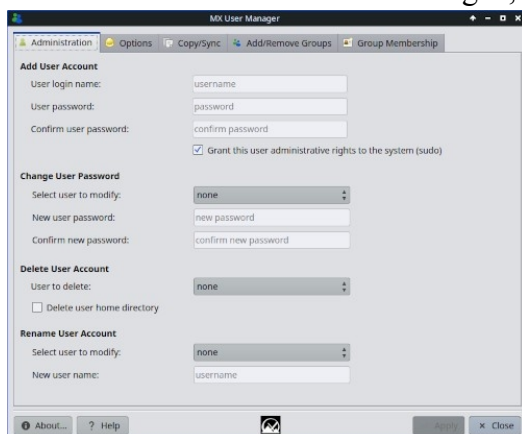 MX User Manager
Administration Options Copy/Sync Add/Remove Groups Group Membership
Add User Account
User login name: username
User password: password
Confirm user password: confirm password
Grant this user administrative rights to the system (sudo)
Change User Password
Select user to modify: none
New user password: new password
Confirm new password: confirm new password
Delete User Account
User to delete: none
Delete user home directory
Rename User Account
Select user to modify: none
New user name: username
About... ? Help Apply × Close